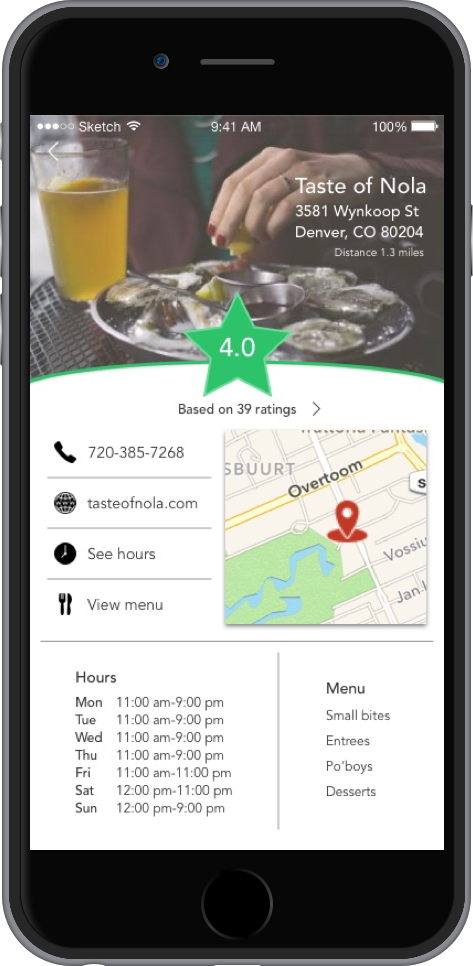 Sketch 9:41 AM 100%
Taste of Nola
3581 Wynkoop St
Denver, CO 80204
Distance 1.3 miles
4.0
Based on 39 ratings
720-385-7268
tasteofnola.com
See hours
View menu
SBUURT
Overtoom
S
Vossiu
Jan
Hours
Mon 11:00 am-9:00 pm
Tue 11:00 am-9:00 pm
Wed 11:00 am-9:00 pm
Thu 11:00 am-9:00 pm
Fri 11:00 am-11:00 pm
Sat 12:00 pm-11:00 pm
Sun 12:00 pm-9:00 pm
Menu
Small bites
Entrees
Po'boys
Desserts